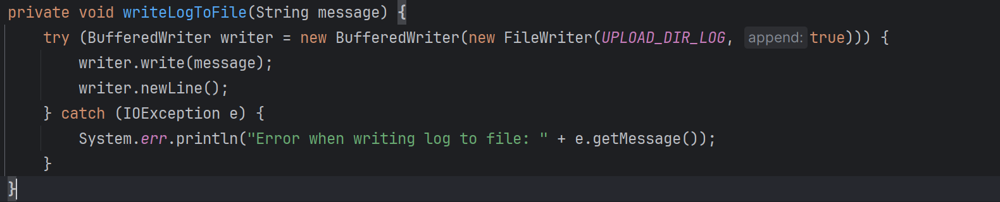 private void writeLogToFile(String message) {
try (BufferedWriter writer = new BufferedWriter(new FileWriter(UPLOAD_DIR_LOG, append: true))) {
writer.write(message);
writer.newLine();
} catch (IOException e) {
System.err.println("Error when writing log to file: " + e.getMessage());
}
}